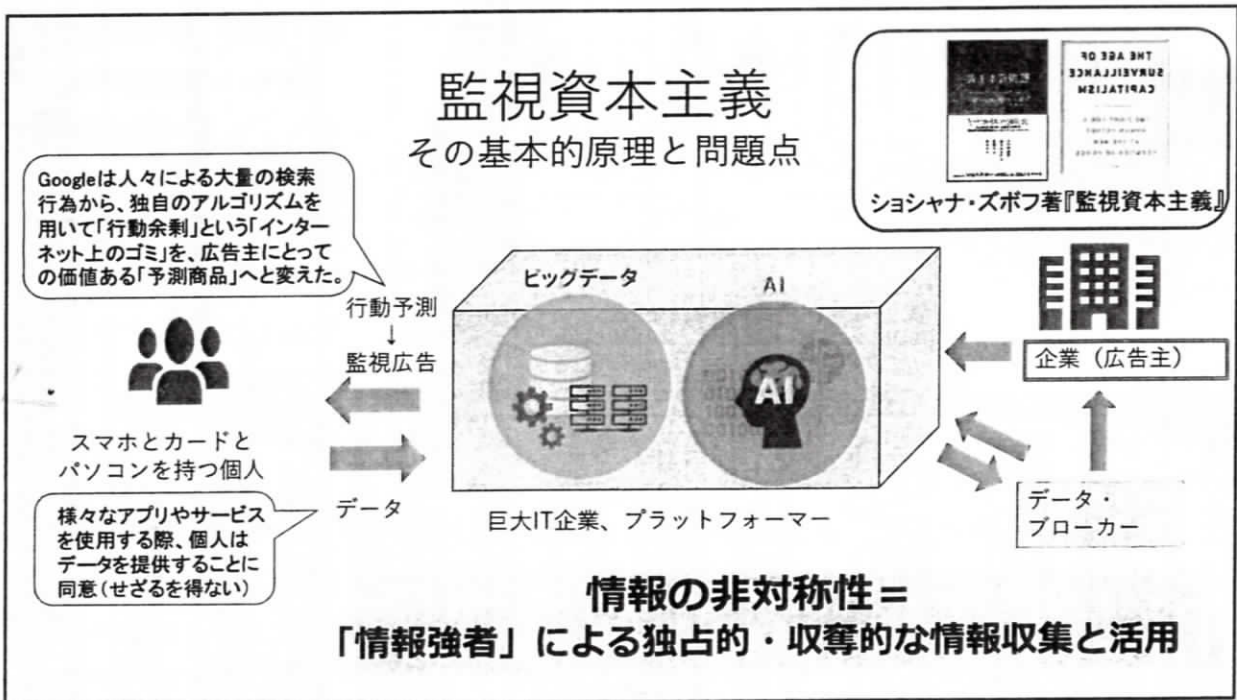 監視資本主義
その基本的原理と問題点
THE AGE OF
SURVEILLANCE
CAPITALISM
ショシャナ・ズボフ著『監視資本主義』
Googleは人々による大量の検索
行為から、独自のアルゴリズムを
用いて「行動余剰」という「インター
ネット上のゴミ」を、広告主にとって
の価値ある「予測商品」へと変えた。
行動予測
↓
監視広告
スマホとカードと
パソコンを持つ個人
データ
様々なアプリやサービス
を使用する際、個人は
データを提供することに
同意(せざるを得ない)
ビッグデータ
AI
AI
巨大IT企業、プラットフォーマー
企業（広告主）
データ・
ブローカー
情報の非対称性＝
「情報強者」による独占的・収奪的な情報収集と活用